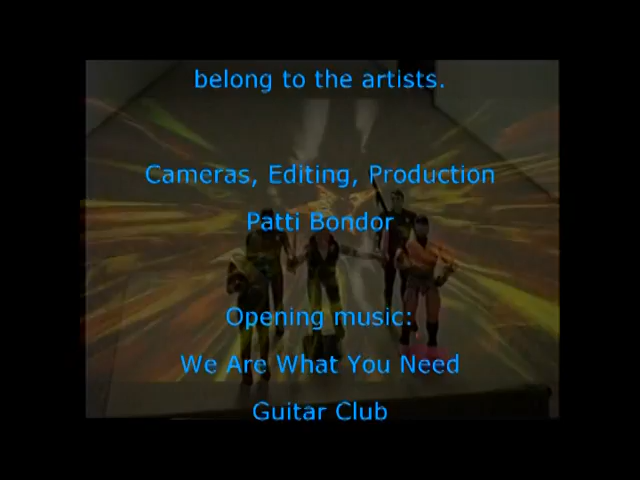 belong to the artists.
Cameras, Editing, Production
Patti Bondor
Opening music:
We Are What You Need
Guitar Club